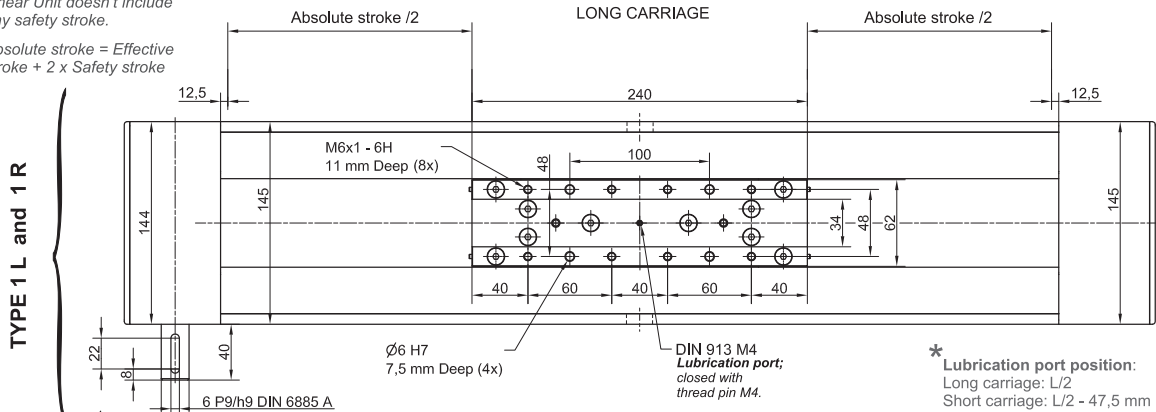 near Unit doesn't include
ny safety stroke.
bsolute stroke = Effective
troke + 2 x Safety stroke
Absolute stroke /2
LONG CARRIAGE
Absolute stroke /2
12,5
240
12,5
TYPE 1 L and 1 R
M6x1 - 6H
11 mm Deep (8x)
48
100
144
145
34
48
62
145
40
60
40
60
40
22
8
40
Ø6 H7
7,5 mm Deep (4x)
DIN 913 M4
Lubrication port;
closed with
thread pin M4.
6 P9/h9 DIN 6885 A
*
Lubrication port position:
Long carriage: L/2
Short carriage: L/2 - 47,5 mm